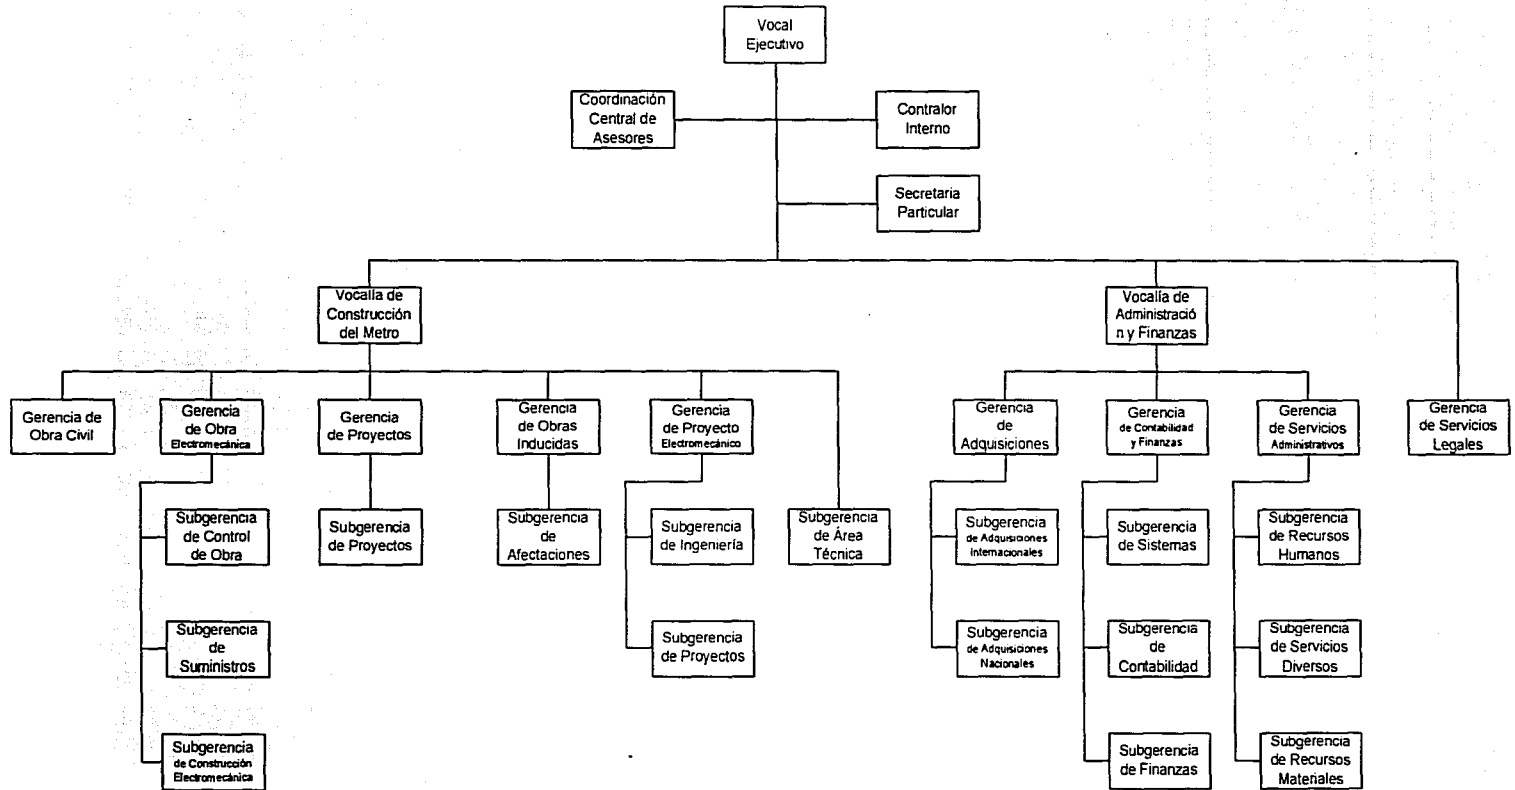 Vocal
Ejecutivo
Coordinación
Central de
Asesores
Contralor
Interno
Secretaria
Particular
Vocalía de
Construcción
del Metro
Vocalía de
Administració
n y Finanzas
Gerencia de
Obra Civil
Gerencia
de Obra
Electromecánica
Gerencia
de Proyectos
Gerencia
de Obras
Inducidas
Gerencia
de Proyecto
Electromecánico
Gerencia
de
Adquisiciones
Gerencia
de Contabilidad
y Finanzas
Gerencia
de Servicios
Administrativos
Gerencia
de Servicios
Legales
Subgerencia
de Control
de Obra
Subgerencia
de Proyectos
Subgerencia
de
Afectaciones
Subgerencia
de Ingeniería
Subgerencia
de Área
Técnica
Subgerencia
de Adquisiciones
Internacionales
Subgerencia
de Sistemas
Subgerencia
de Recursos
Humanos
Subgerencia
de
Suministros
Subgerencia
de Proyectos
Subgerencia
de Adquisiciones
Nacionales
Subgerencia
de
Contabilidad
Subgerencia
de Servicios
Diversos
Subgerencia
de Construcción
Electromecánica
Subgerencia
de Finanzas
Subgerencia
de Recursos
Materiales